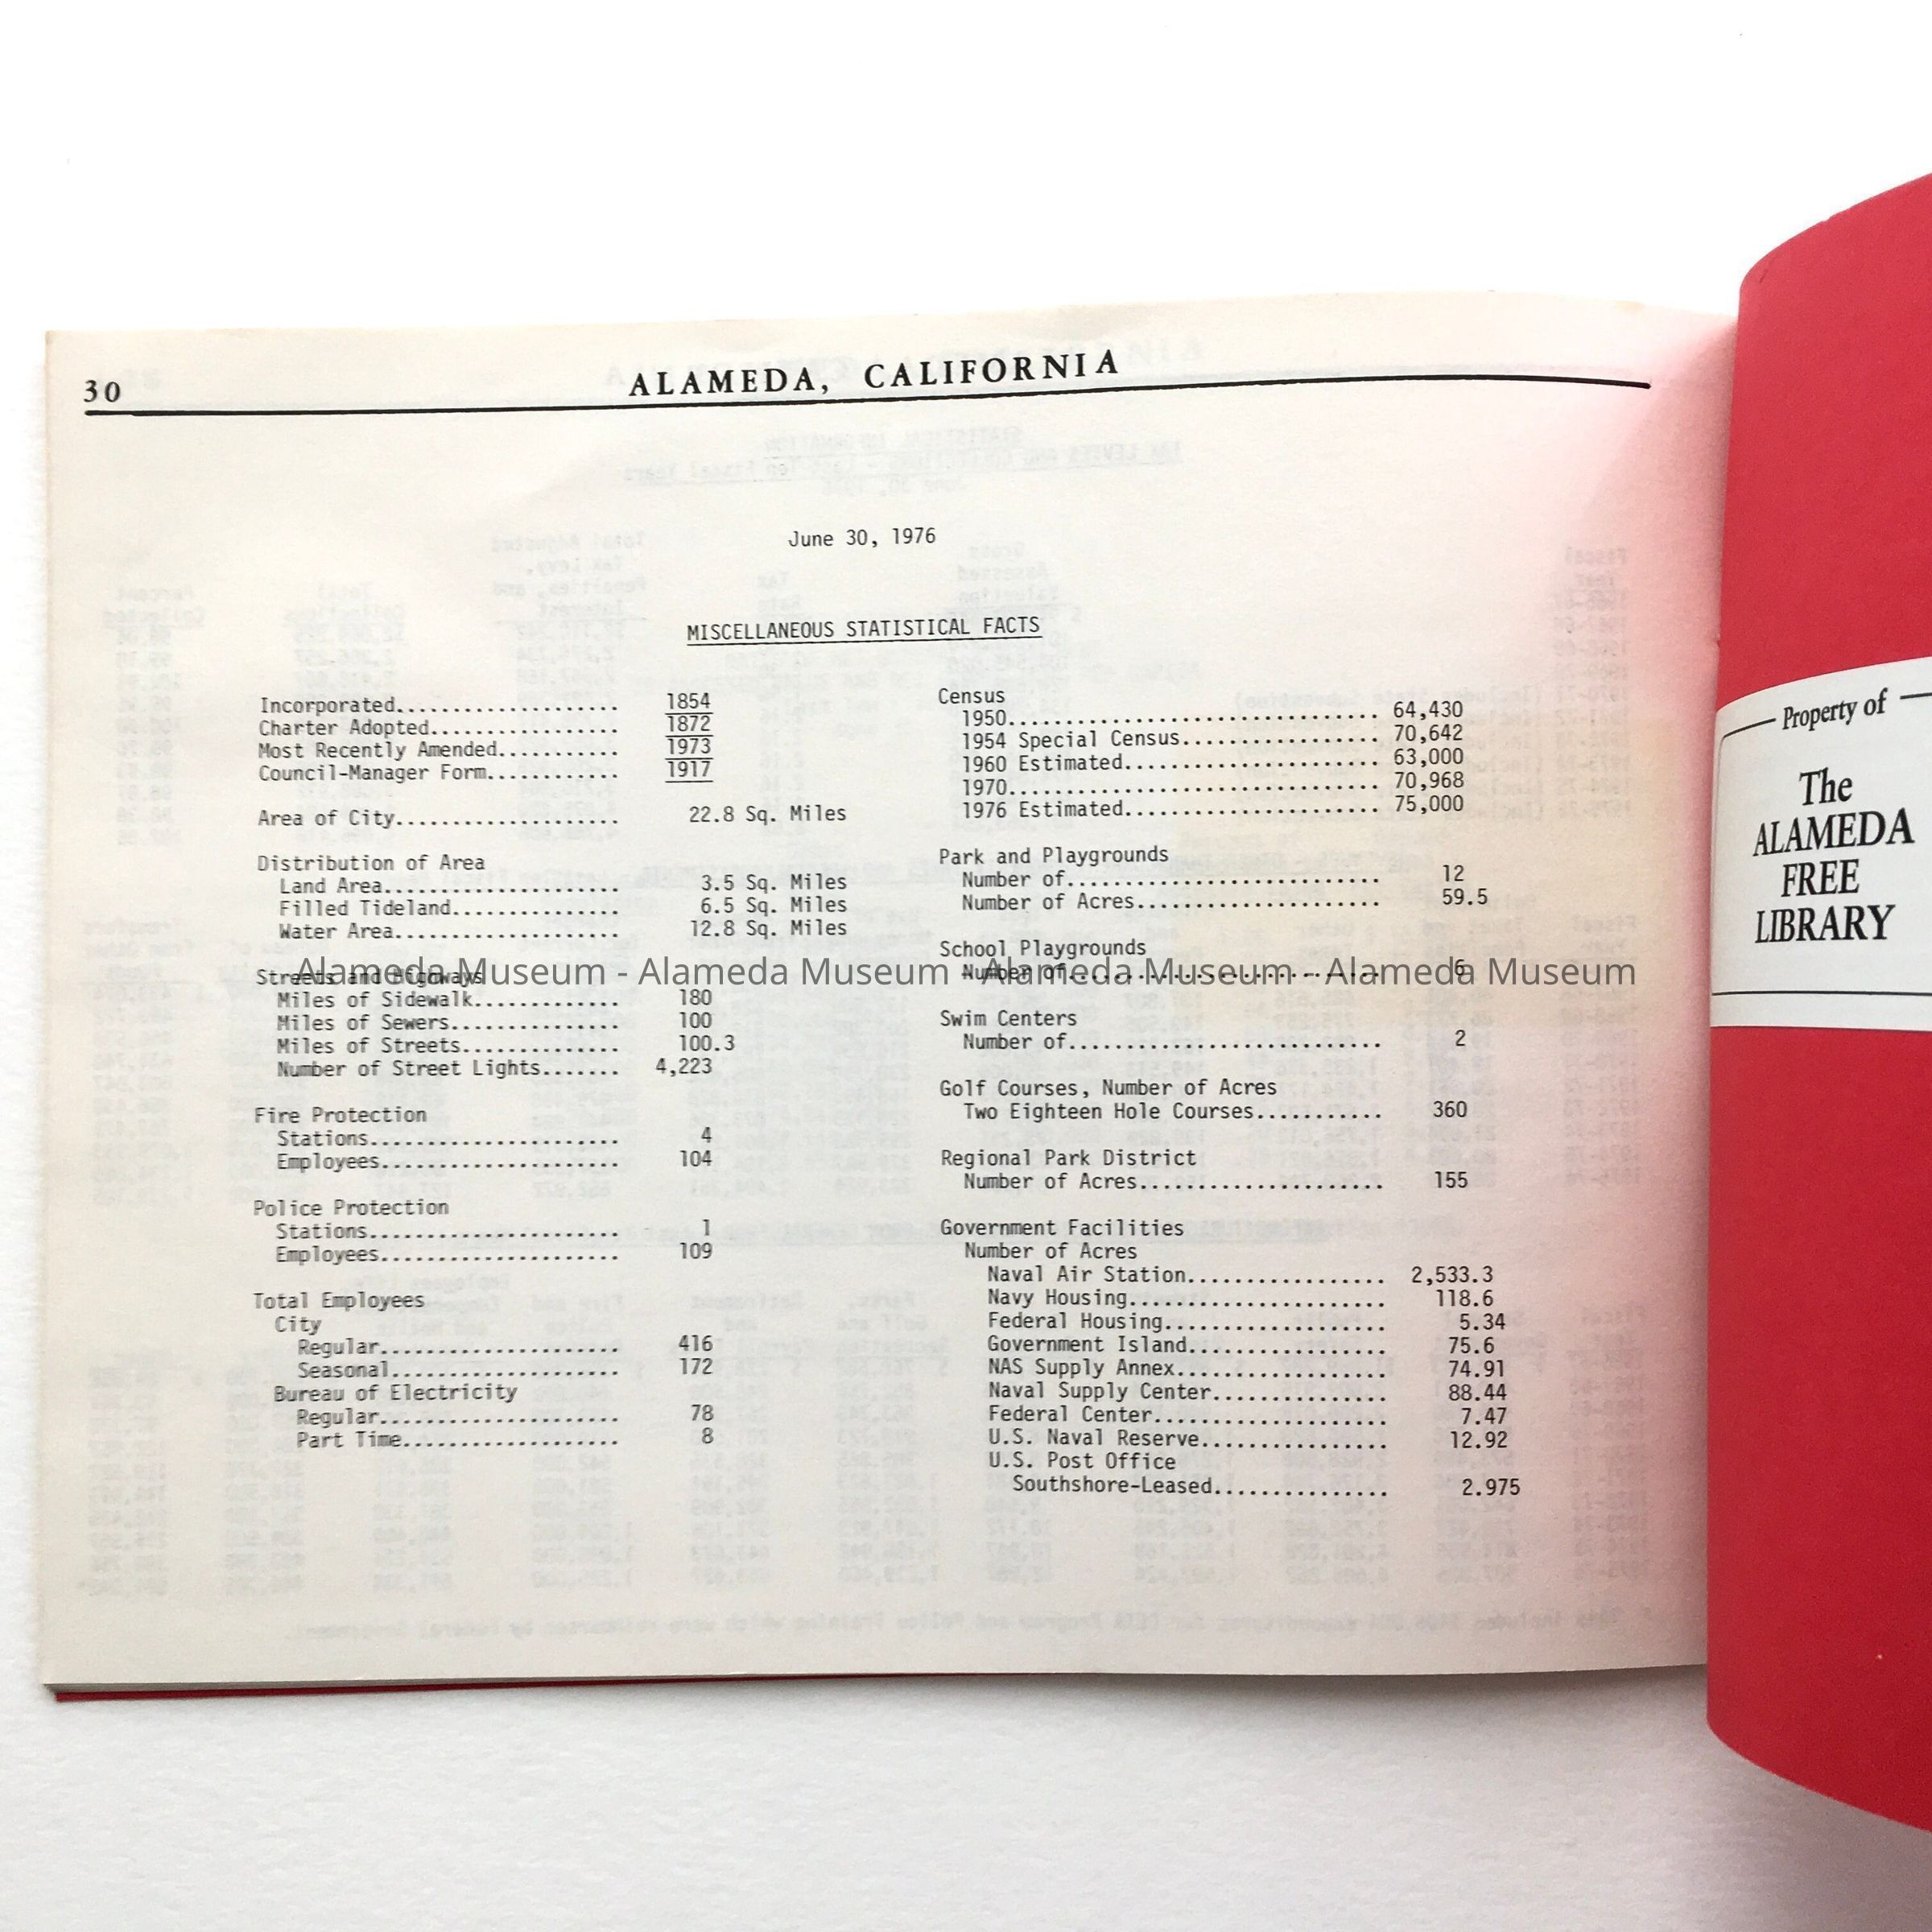 30
ALAMEDA, CALIFORNIA
June 30, 1976
MISCELLANEOUS STATISTICAL FACTS
Incorporated.................... 1854
Charter Adopted................. 1872
Most Recently Amended........... 1973
Council-Manager Form............ 1917
Area of City.................... 22.8 Sq. Miles
Distribution of Area
Land Area..................... 3.5 Sq. Miles
Filled Tideland............... 6.5 Sq. Miles
Water Area.................... 12.8 Sq. Miles
Streets and Highways
Miles of Sidewalk............. 180
Miles of Sewers............... 100
Miles of Streets.............. 100.3
Number of Street Lights....... 4,223
Fire Protection
Stations...................... 4
Employees..................... 104
Police Protection
Stations...................... 1
Employees..................... 109
Total Employees
City
Regular..................... 416
Seasonal.................... 172
Bureau of Electricity
Regular..................... 78
Part Time................... 8
Census
1950................................. 64,430
1954 Special Census.................. 70,642
1960 Estimated....................... 63,000
1970................................. 70,968
1976 Estimated....................... 75,000
Park and Playgrounds
Number of............................ 12
Number of Acres...................... 59.5
School Playgrounds
Number of............................ 6
Swim Centers
Number of............................ 2
Golf Courses, Number of Acres
Two Eighteen Hole Courses........... 360
Regional Park District
Number of Acres...................... 155
Government Facilities
Number of Acres
Naval Air Station................. 2,533.3
Navy Housing...................... 118.6
Federal Housing................... 5.34
Government Island................. 75.6
NAS Supply Annex.................. 74.91
Naval Supply Center............... 88.44
Federal Center.................... 7.47
U.S. Naval Reserve................ 12.92
U.S. Post Office
Southshore-Leased............... 2.975
Alameda Museum - Alameda Museum - Alameda Museum - Alameda Museum
Property of
The
ALAMEDA
FREE
LIBRARY